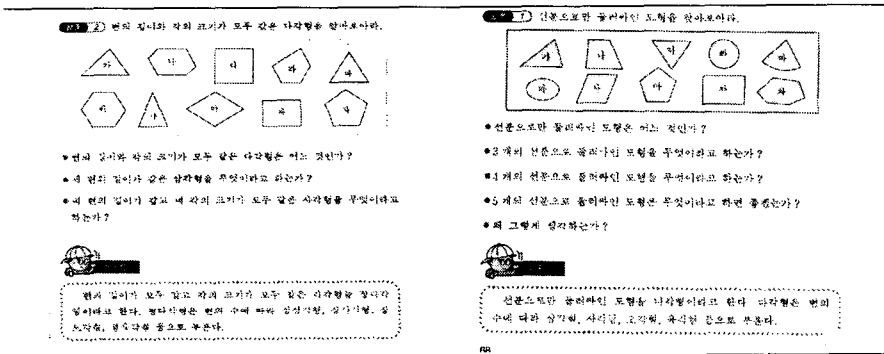 변의 길이와 각의 크기가 모두 같은 다각형을 알아보아라.
가 나 다 라 마
사 아 자 차
• 변의 길이와 각의 크기가 모두 같은 다각형은 어느 것인가?
• 세 변의 길이가 같은 삼각형을 무엇이라고 하는가?
• 네 변의 길이가 같고 네 각의 크기가 모두 같은 사각형을 무엇이라고
하는가?
변의 길이가 모두 같고 각의 크기가 모두 같은 다각형을 정다각
형이라고 한다. 정다각형은 변의 수에 따라 정삼각형, 정사각형, 정
오각형, 정육각형 등으로 부른다.
선분으로만 둘러싸인 도형을 알아보아라.
가 나 다 라 마
바 사 아 자 차
• 선분으로만 둘러싸인 도형은 어느 것인가?
• 3개의 선분으로 둘러싸인 도형을 무엇이라고 하는가?
• 4개의 선분으로 둘러싸인 도형을 무엇이라고 하는가?
• 5개의 선분으로 둘러싸인 도형은 무엇이라고 하면 좋겠는가?
• 왜 그렇게 생각하는가?
선분으로만 둘러싸인 도형을 다각형이라고 한다. 다각형은 변의
수에 따라 삼각형, 사각형, 오각형, 육각형 등으로 부른다.
68